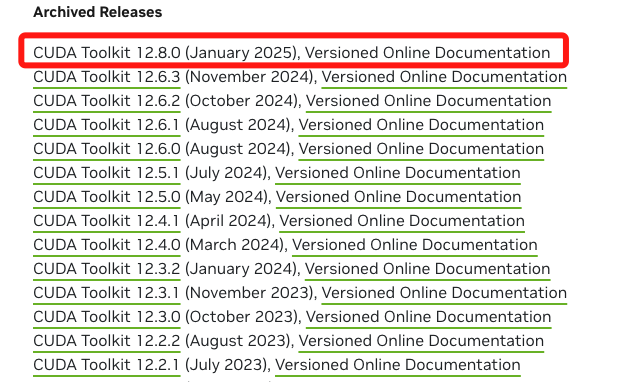 Archived Releases
CUDA Toolkit 12.8.0 (January 2025), Versioned Online Documentation
CUDA Toolkit 12.6.3 (November 2024), Versioned Online Documentation
CUDA Toolkit 12.6.2 (October 2024), Versioned Online Documentation
CUDA Toolkit 12.6.1 (August 2024), Versioned Online Documentation
CUDA Toolkit 12.6.0 (August 2024), Versioned Online Documentation
CUDA Toolkit 12.5.1 (July 2024), Versioned Online Documentation
CUDA Toolkit 12.5.0 (May 2024), Versioned Online Documentation
CUDA Toolkit 12.4.1 (April 2024), Versioned Online Documentation
CUDA Toolkit 12.4.0 (March 2024), Versioned Online Documentation
CUDA Toolkit 12.3.2 (January 2024), Versioned Online Documentation
CUDA Toolkit 12.3.1 (November 2023), Versioned Online Documentation
CUDA Toolkit 12.3.0 (October 2023), Versioned Online Documentation
CUDA Toolkit 12.2.2 (August 2023), Versioned Online Documentation
CUDA Toolkit 12.2.1 (July 2023), Versioned Online Documentation